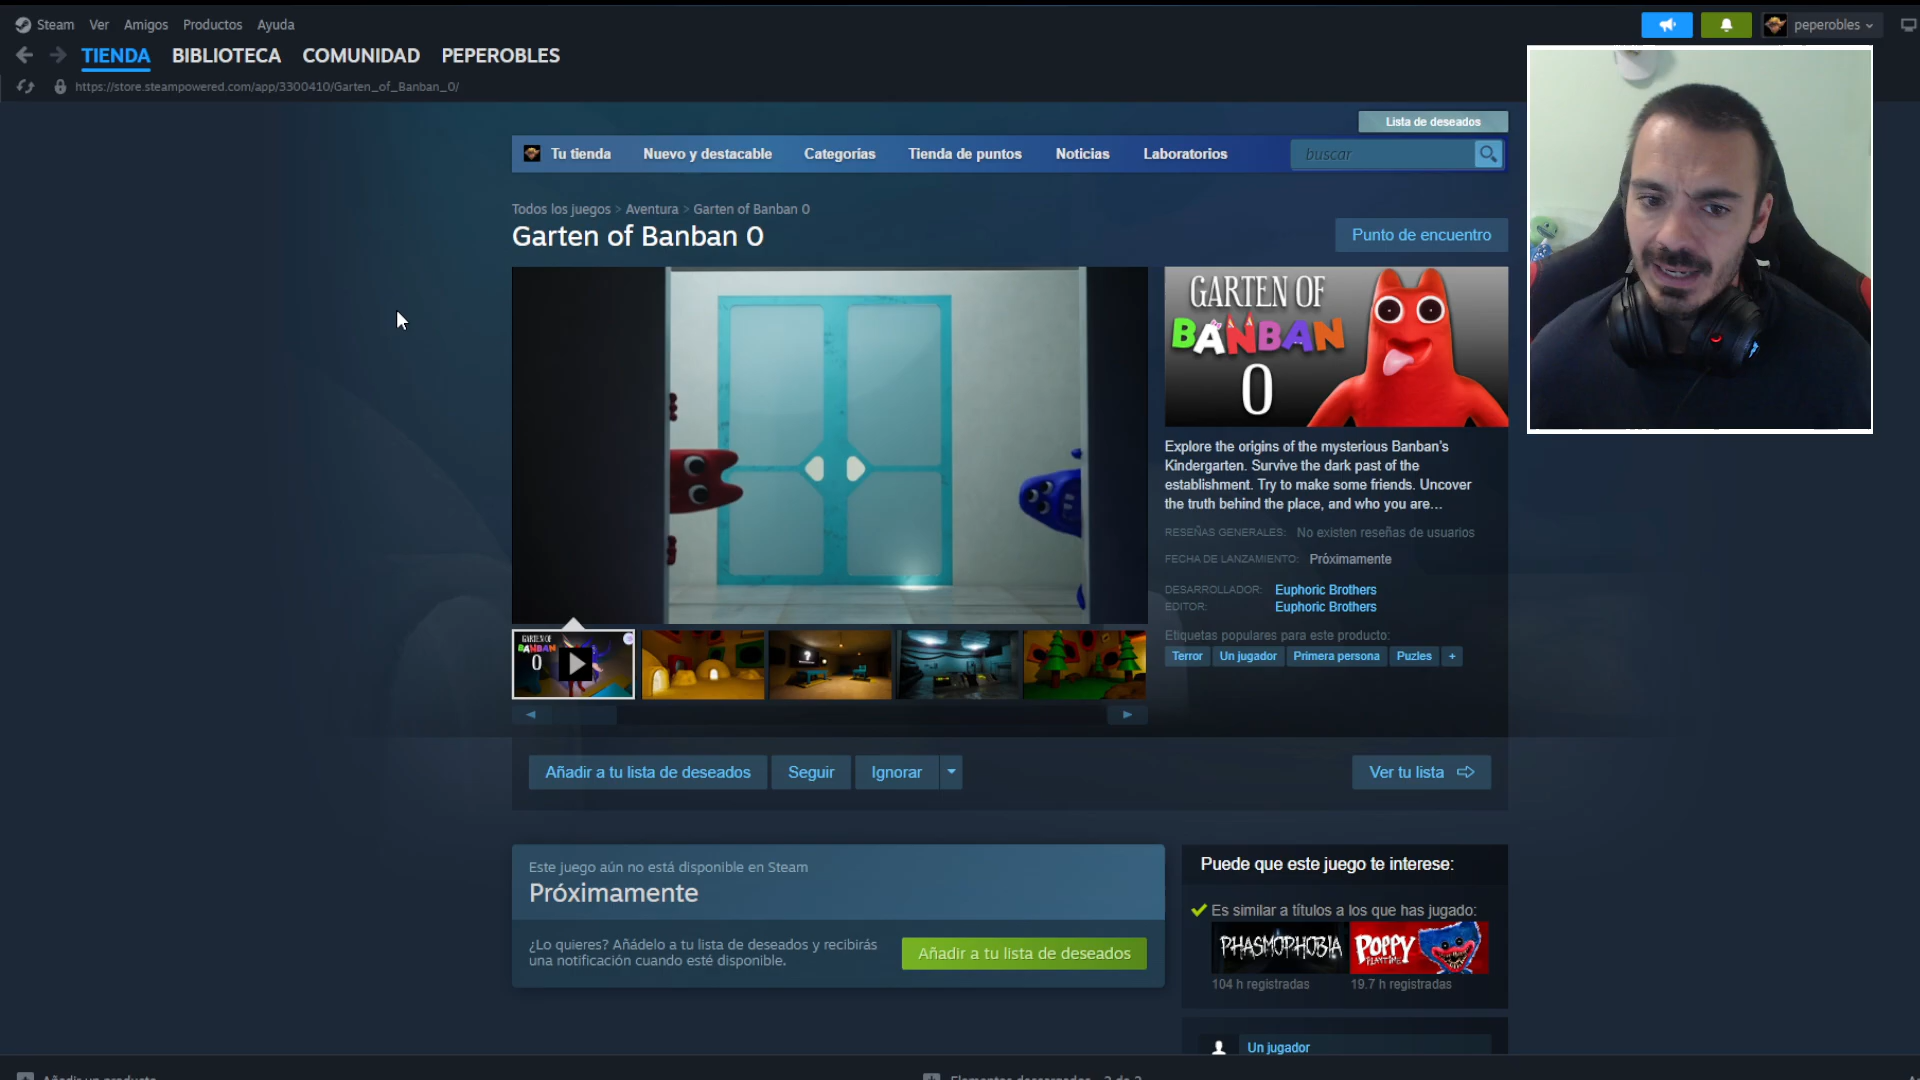 Steam Ver Amigos Productos Ayuda
peperobles
TIENDA BIBLIOTECA COMUNIDAD PEPEROBLES
https://store.steampowered.com/app/3300410/Garten_of_Banban_0/
Lista de deseados
Tu tienda Nuevo y destacable Categorías Tienda de puntos Noticias Laboratorios buscar
Todos los juegos > Aventura > Garten of Banban 0
Garten of Banban 0
Punto de encuentro
GARTEN OF
BANBAN
0
Explore the origins of the mysterious Banban's
Kindergarten. Survive the dark past of the
establishment. Try to make some friends. Uncover
the truth behind the place, and who you are...
RESEÑAS GENERALES: No existen reseñas de usuarios
FECHA DE LANZAMIENTO: Próximamente
DESARROLLADOR: Euphoric Brothers
EDITOR: Euphoric Brothers
Etiquetas populares para este producto:
Terror Un jugador Primera persona Puzles +
GARTEN OF
BANBAN
0
Añadir a tu lista de deseados Seguir Ignorar Ver tu lista
Este juego aún no está disponible en Steam
Próximamente
¿Lo quieres? Añádelo a tu lista de deseados y recibirás
una notificación cuando esté disponible.
Añadir a tu lista de deseados
Puede que este juego te interese:
Es similar a títulos a los que has jugado:
PHASMOPHOBIA POPPY
PLAYTIME
104 h registradas 19.7 h registradas
Un jugador